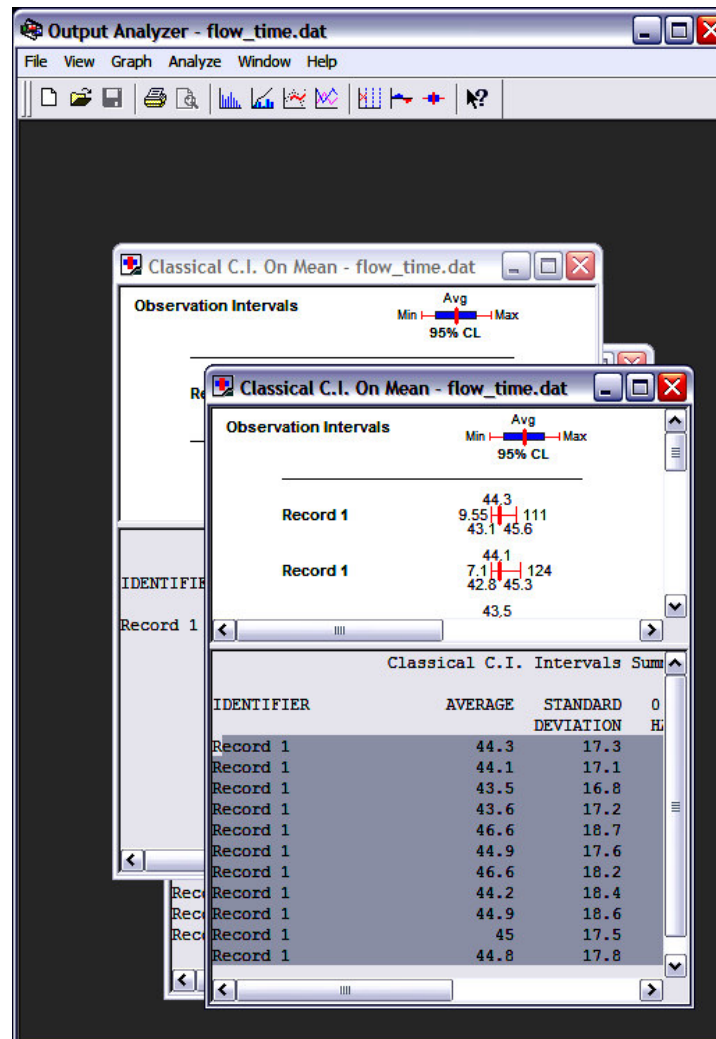 Output Analyzer - flow_time.dat
File View Graph Analyze Window Help
Classical C.I. On Mean - flow_time.dat
Observation Intervals
Avg
Min Max
95% CL
IDENTIFIE
Record 1
Classical C.I. On Mean - flow_time.dat
Observation Intervals
Avg
Min Max
95% CL
Record 1
44.3
9.55 111
43.1 45.6
Record 1
44.1
7.1 124
42.8 45.3
43.5
Classical C.I. Intervals Summ
IDENTIFIER AVERAGE STANDARD 0
DEVIATION
Record 1 44.3 17.3
Record 1 44.1 17.1
Record 1 43.5 16.8
Record 1 43.6 17.2
Record 1 46.6 18.7
Record 1 44.9 17.6
Record 1 46.6 18.2
Record 1 44.2 18.4
Record 1 44.9 18.6
Record 1 45 17.5
Record 1 44.8 17.8
Rec
Rec
Rec